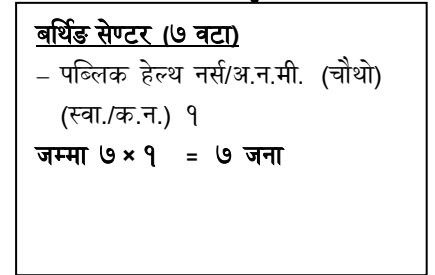 बर्थिङ सेण्टर (७ वटा)
– पब्लिक हेल्थ नर्स/अ.न.मी. (चौथो)
(स्वा./क.न.) १
जम्मा ७ × १ = ७ जना